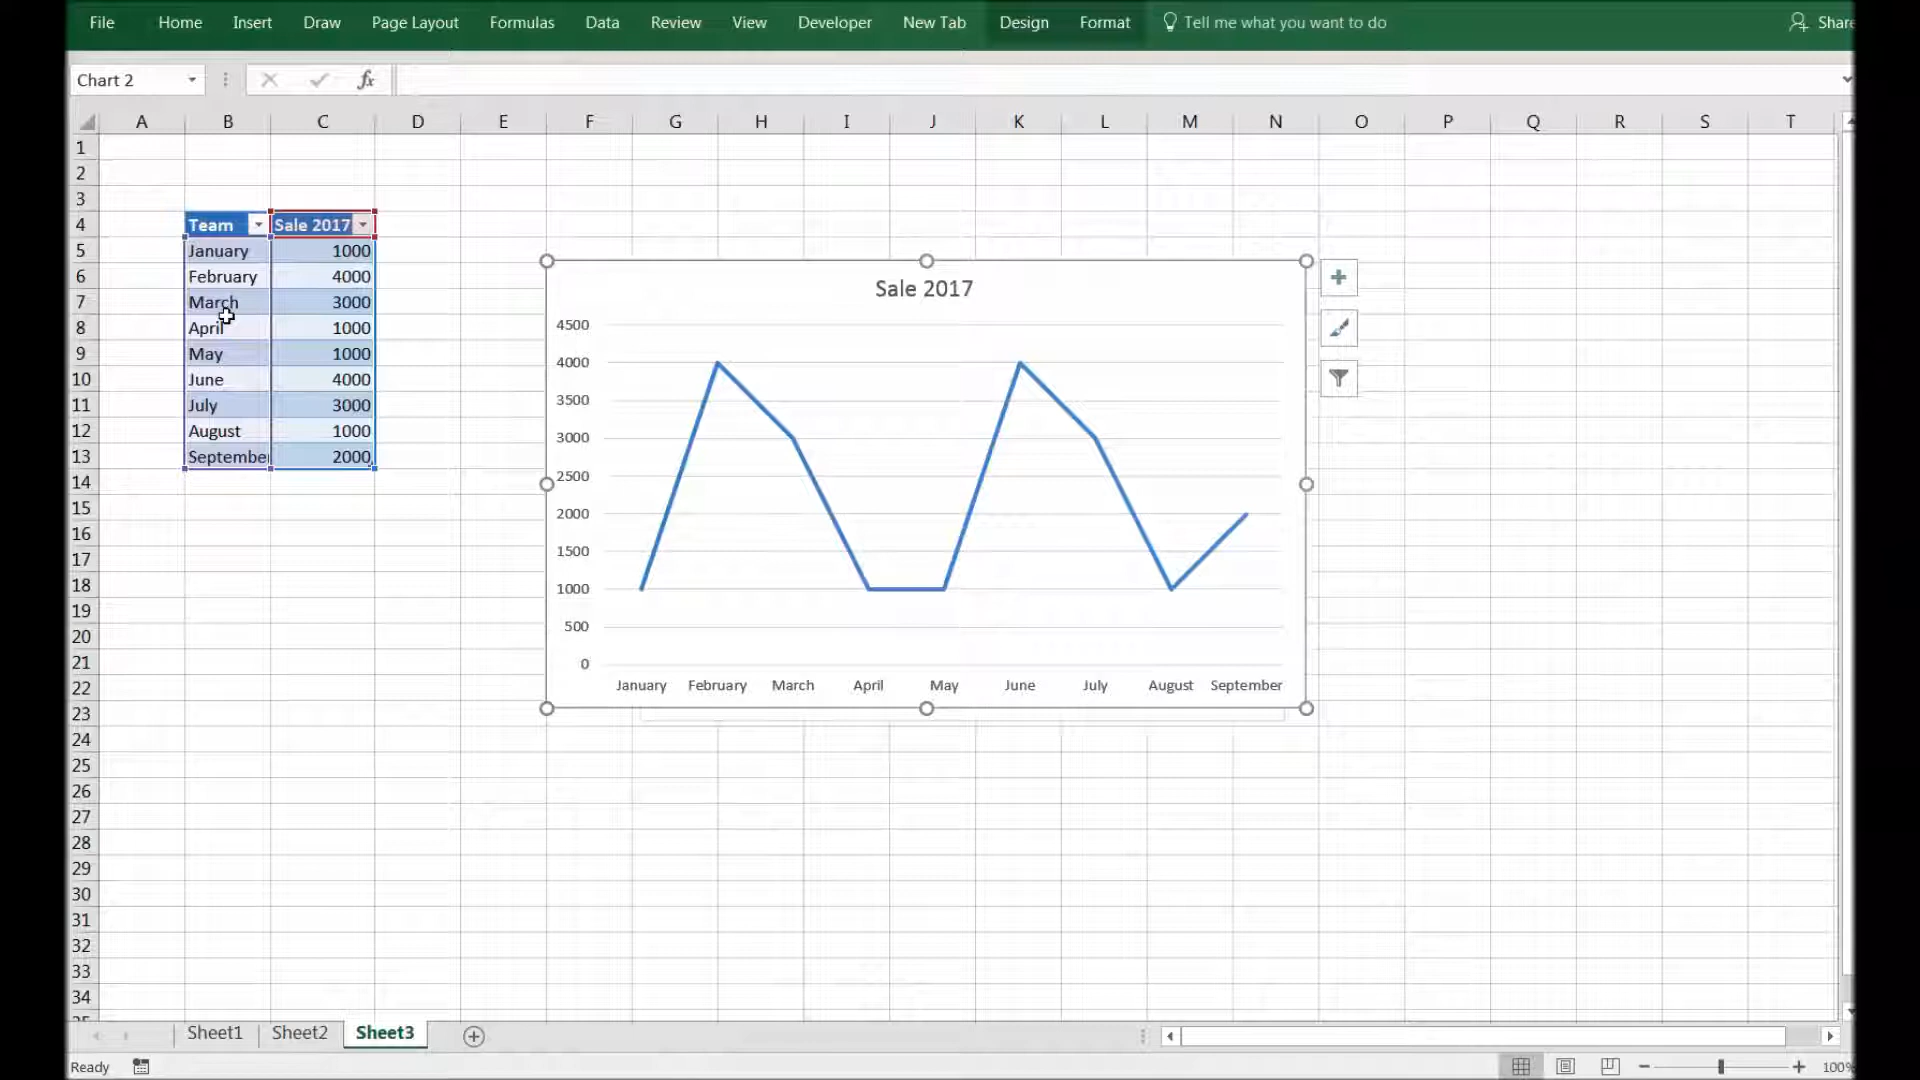 File Home Insert Draw Page Layout Formulas Data Review View Developer New Tab Design Format Tell me what you want to do Share
Chart 2 fx
A B C D E F G H I J K L M N O P Q R S T
1
2
3
4 Team Sale 2017
5 January 1000
6 February 4000
7 March 3000
8 April 1000
9 May 1000
10 June 4000
11 July 3000
12 August 1000
13 September 2000
14
15
16
17
18
19
20
21
22
23
24
25
26
27
28
29
30
31
32
33
34
Sale 2017
4500
4000
3500
3000
2500
2000
1500
1000
500
0
January February March April May June July August September
Sheet1 Sheet2 Sheet3
Ready 100%